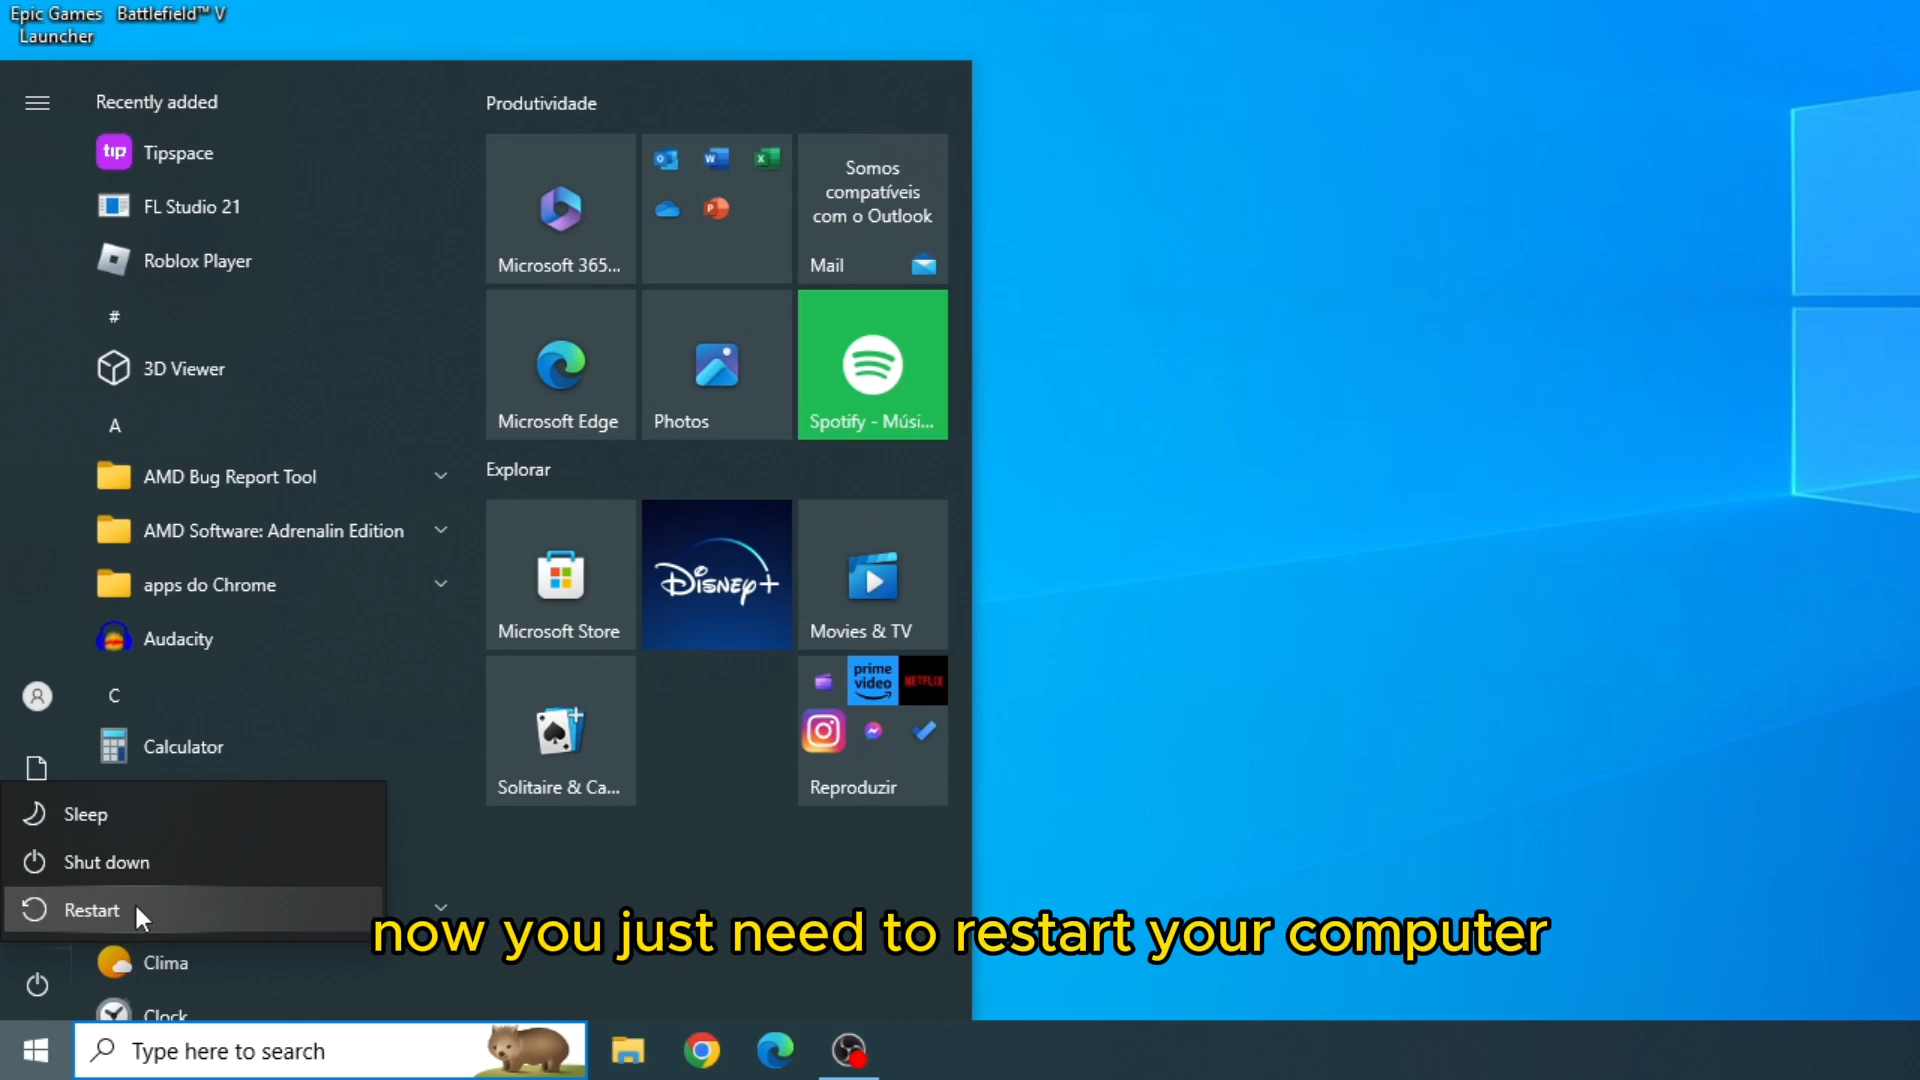 Epic Games Battlefield™ V
Launcher
Recently added
tıp Tipspace
FL Studio 21
Roblox Player
#
3D Viewer
A
AMD Bug Report Tool
AMD Software: Adrenalin Edition
apps do Chrome
Audacity
C
Calculator
Sleep
Shut down
Restart
Clima
Clock
Type here to search
Produtividade
Microsoft 365...
Somos
compatíveis
com o Outlook
Mail
Microsoft Edge
Photos
Spotify - Músi...
Explorar
Microsoft Store
Disney+
Movies & TV
Solitaire & Ca...
prime
video
NETFLIX
Reproduzir
now you just need to restart your computer